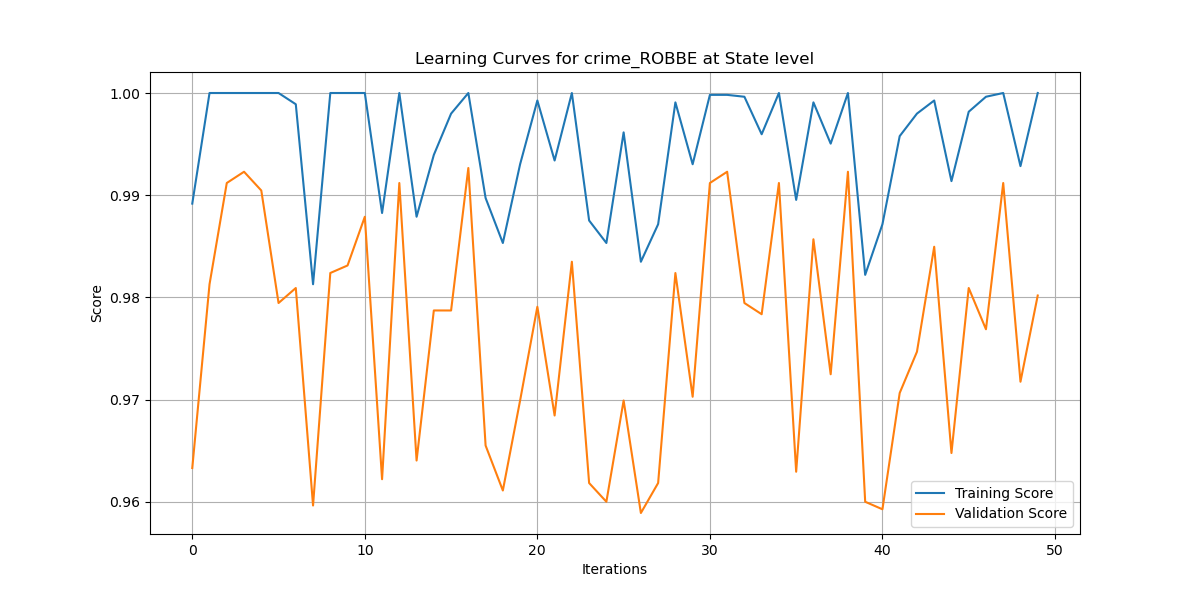 Learning Curves for crime_ROBBE at State level
1.00
0.99
0.98
0.97
0.96
Score
0
10
20
30
40
50
Iterations
Training Score
Validation Score